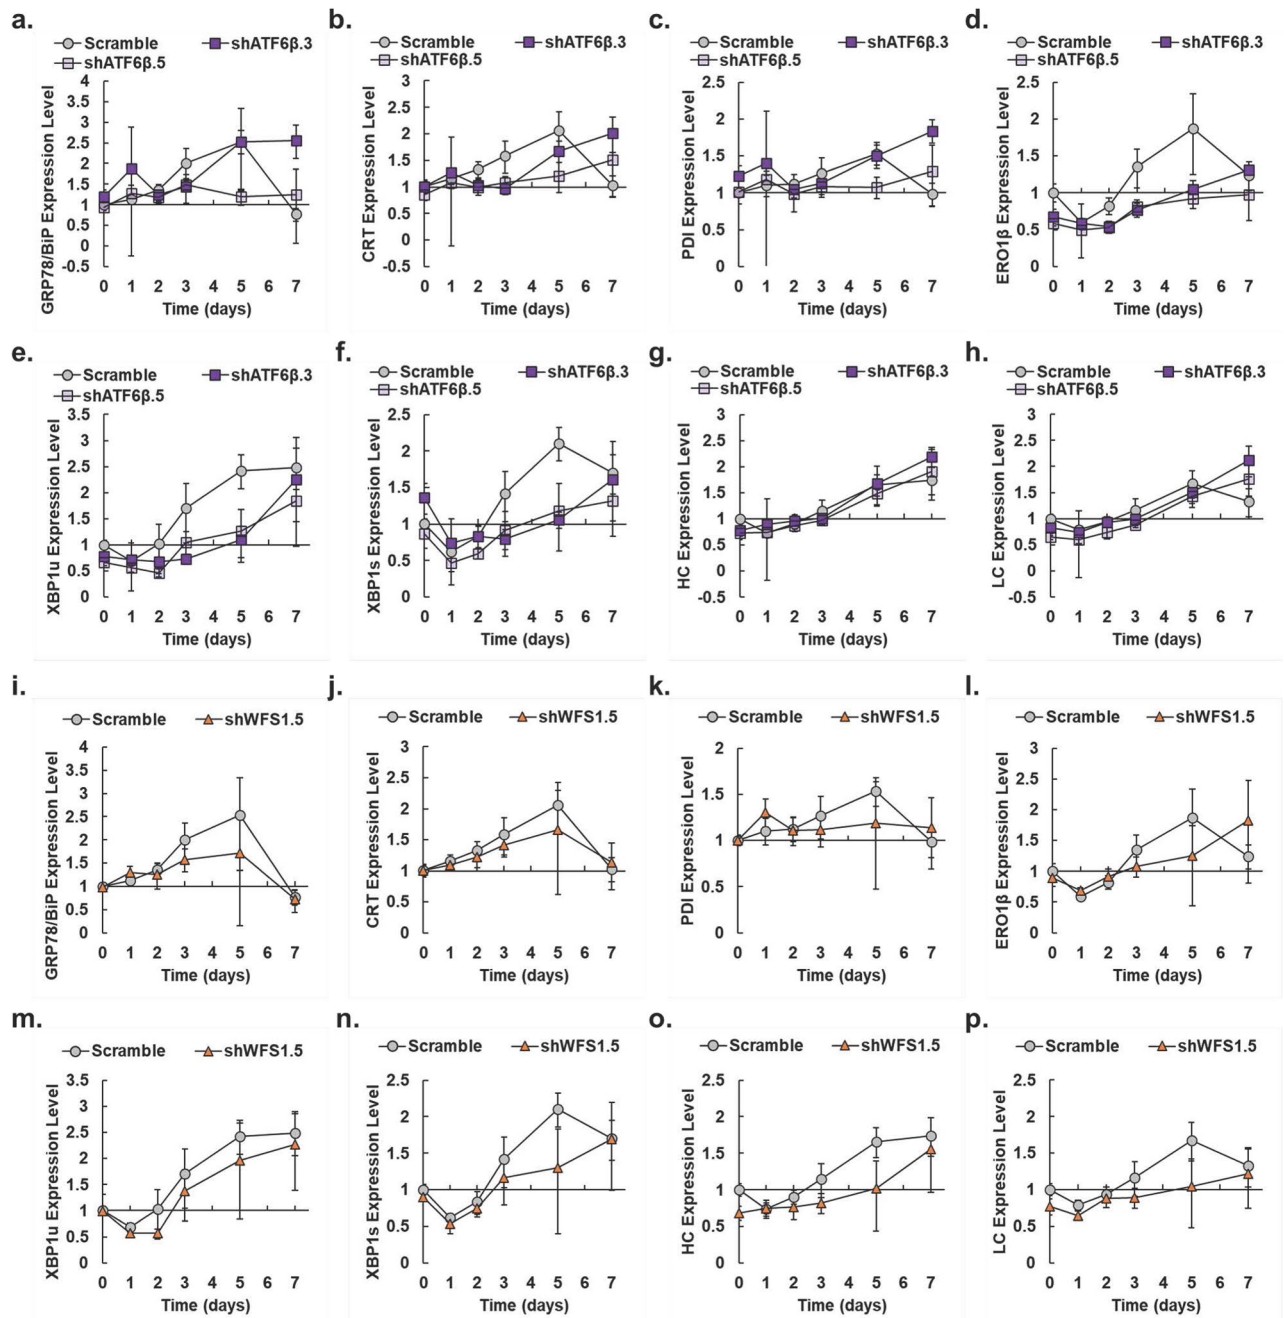 a.
Scramble shATF6β.3
shATF6β.5
GRP78/BiP Expression Level
4
3.5
3
2.5
2
1.5
1
0.5
0
-0.5
0 1 2 3 4 5 6 7
Time (days)
b.
Scramble shATF6β.3
shATF6β.5
CRT Expression Level
3
2.5
2
1.5
1
0.5
0
-0.5
0 1 2 3 4 5 6 7
Time (days)
c.
Scramble shATF6β.3
shATF6β.5
PDI Expression Level
2.5
2
1.5
1
0.5
0
0 1 2 3 4 5 6 7
Time (days)
d.
Scramble shATF6β.3
shATF6β.5
ERO1β Expression Level
2.5
2
1.5
1
0.5
0
0 1 2 3 4 5 6 7
Time (days)
e.
Scramble shATF6β.3
shATF6β.5
XBP1u Expression Level
3.5
3
2.5
2
1.5
1
0.5
0
0 1 2 3 4 5 6 7
Time (days)
f.
Scramble shATF6β.3
shATF6β.5
XBP1s Expression Level
2.5
2
1.5
1
0.5
0
0 1 2 3 4 5 6 7
Time (days)
g.
Scramble shATF6β.3
shATF6β.5
HC Expression Level
3
2.5
2
1.5
1
0.5
0
-0.5
0 1 2 3 4 5 6 7
Time (days)
h.
Scramble shATF6β.3
shATF6β.5
LC Expression Level
3
2.5
2
1.5
1
0.5
0
-0.5
0 1 2 3 4 5 6 7
Time (days)
i.
Scramble shWFS1.5
GRP78/BiP Expression Level
4
3.5
3
2.5
2
1.5
1
0.5
0
0 1 2 3 4 5 6 7
Time (days)
j.
Scramble shWFS1.5
CRT Expression Level
3
2.5
2
1.5
1
0.5
0
0 1 2 3 4 5 6 7
Time (days)
k.
Scramble shWFS1.5
PDI Expression Level
2
1.5
1
0.5
0
0 1 2 3 4 5 6 7
Time (days)
l.
Scramble shWFS1.5
ERO1β Expression Level
3
2.5
2
1.5
1
0.5
0
0 1 2 3 4 5 6 7
Time (days)
m.
Scramble shWFS1.5
XBP1u Expression Level
3.5
3
2.5
2
1.5
1
0.5
0
0 1 2 3 4 5 6 7
Time (days)
n.
Scramble shWFS1.5
XBP1s Expression Level
2.5
2
1.5
1
0.5
0
0 1 2 3 4 5 6 7
Time (days)
o.
Scramble shWFS1.5
HC Expression Level
2.5
2
1.5
1
0.5
0
0 1 2 3 4 5 6 7
Time (days)
p.
Scramble shWFS1.5
LC Expression Level
2.5
2
1.5
1
0.5
0
0 1 2 3 4 5 6 7
Time (days)